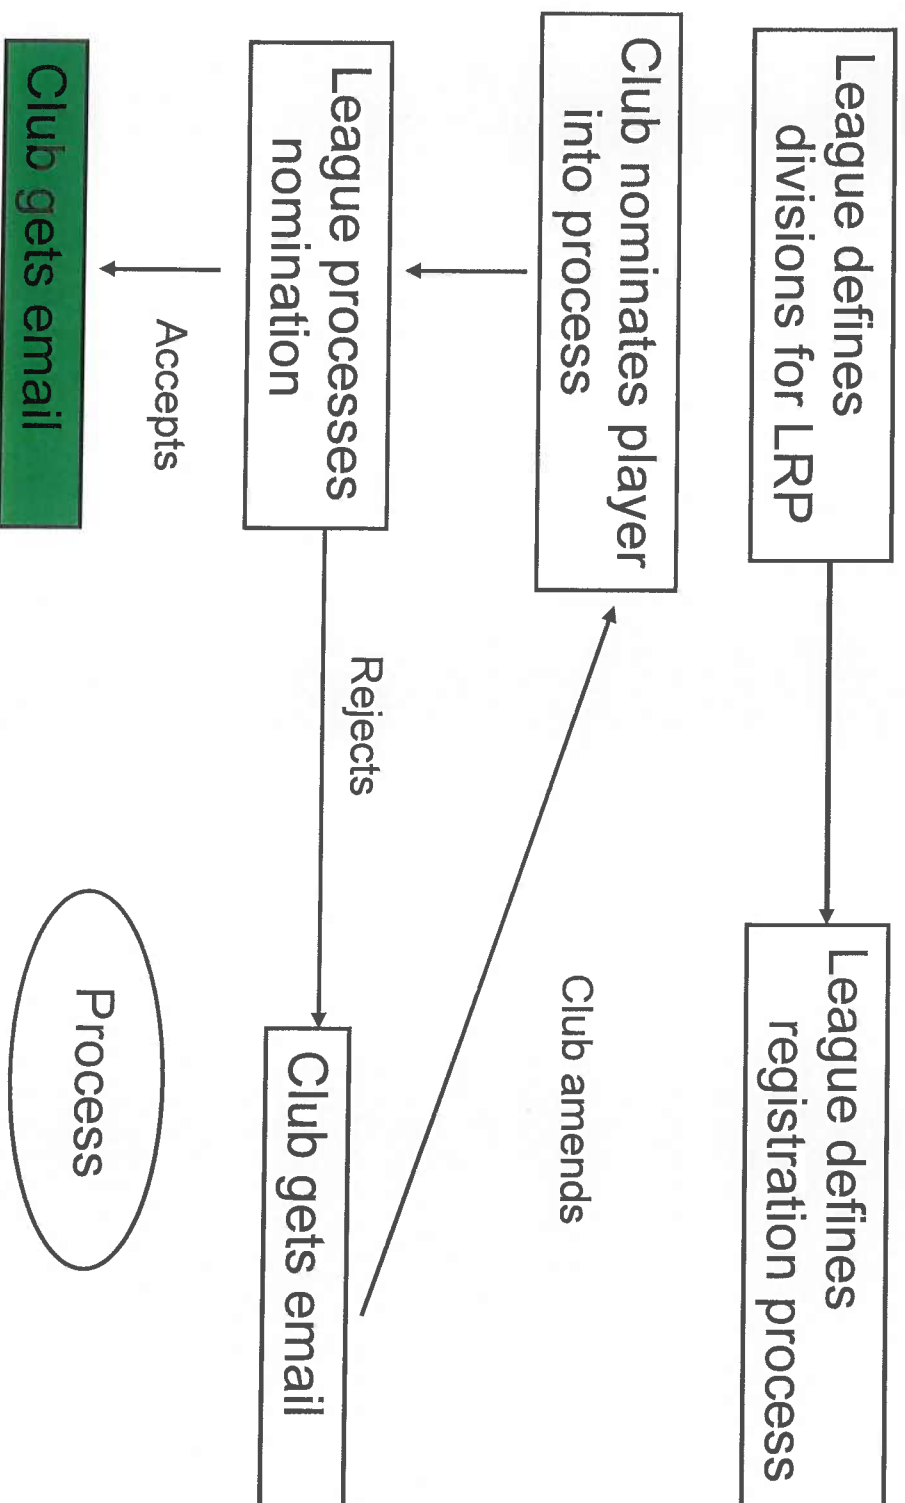 League defines
divisions for LRP
League defines
registration process
Club nominates player
into process
Club amends
League processes
nomination
Rejects
Club gets email
Accepts
Club gets email
Process